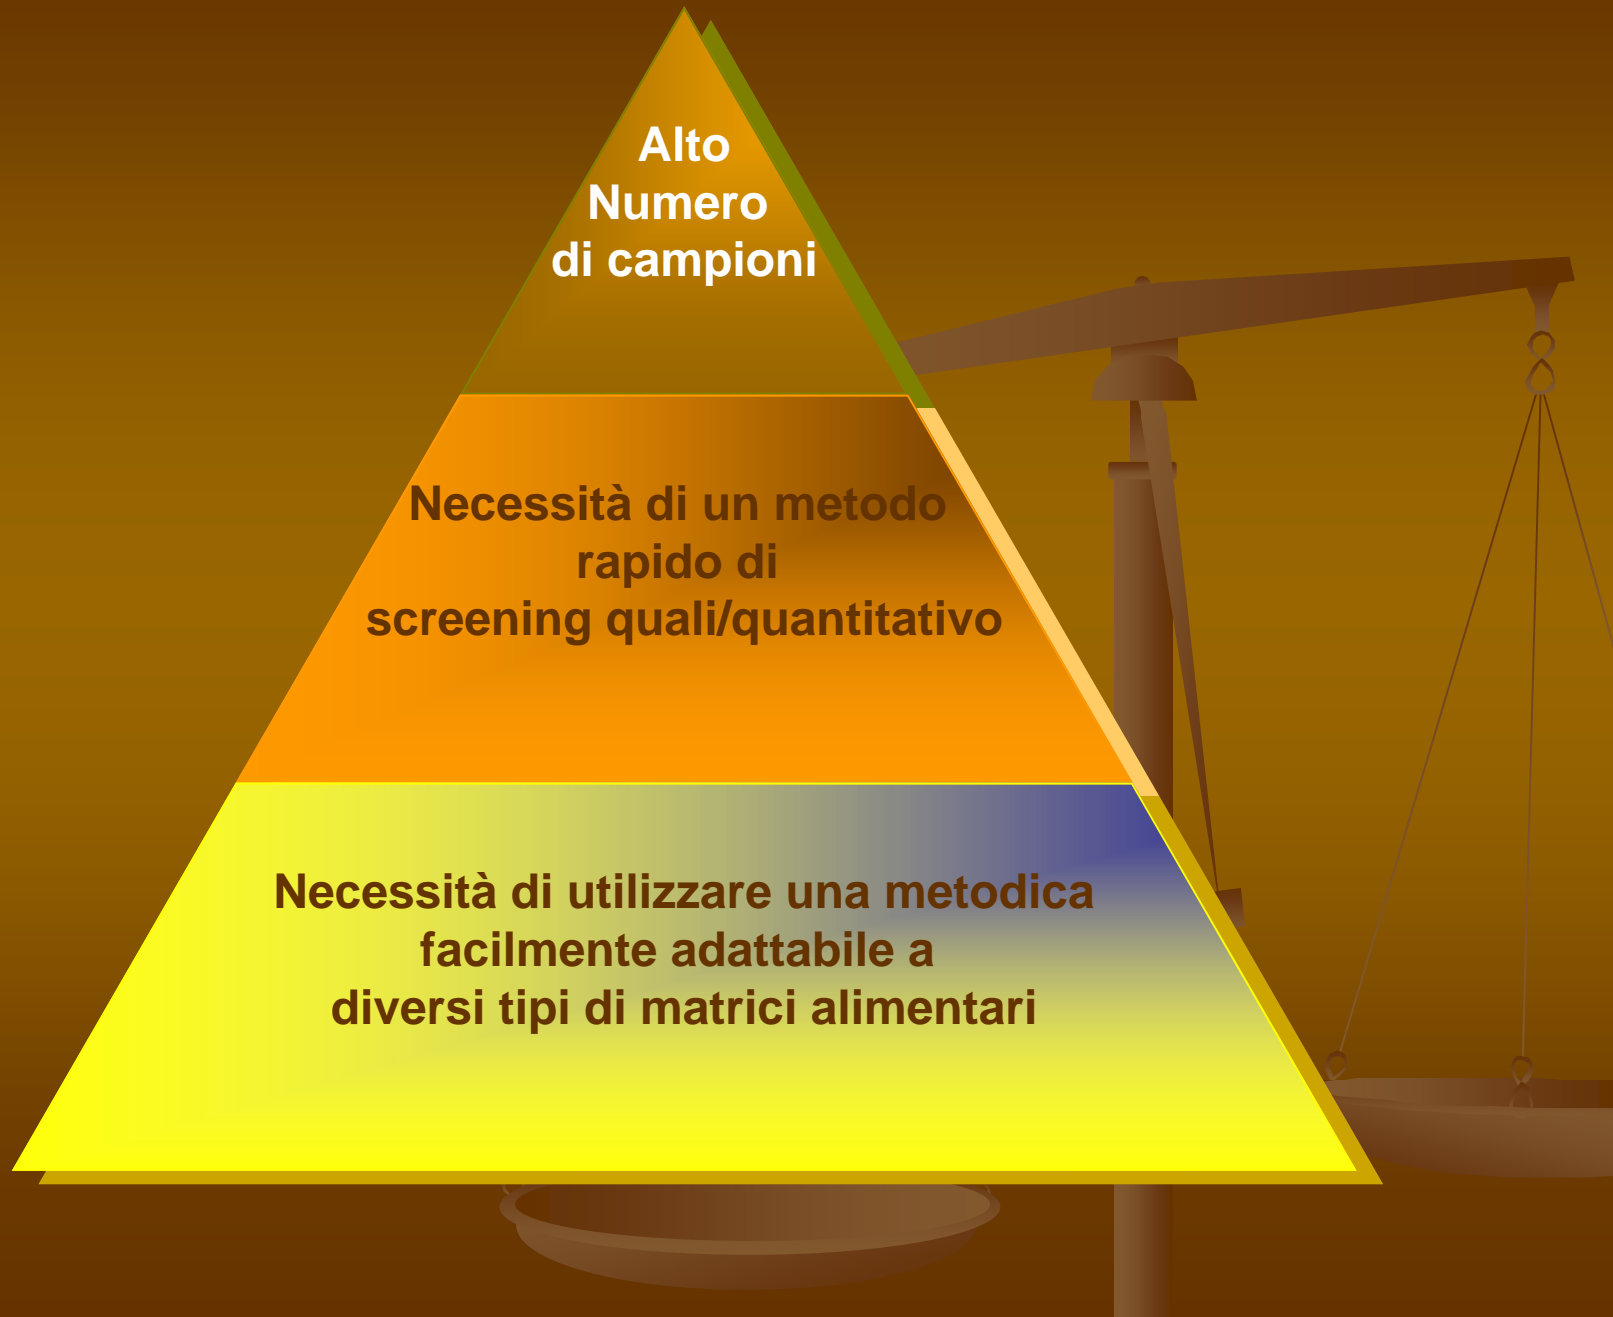 Alto
Numero
di campioni
Necessità di un metodo
rapido di
screening quali/quantitativo
Necessità di utilizzare una metodica
facilmente adattabile a
diversi tipi di matrici alimentari